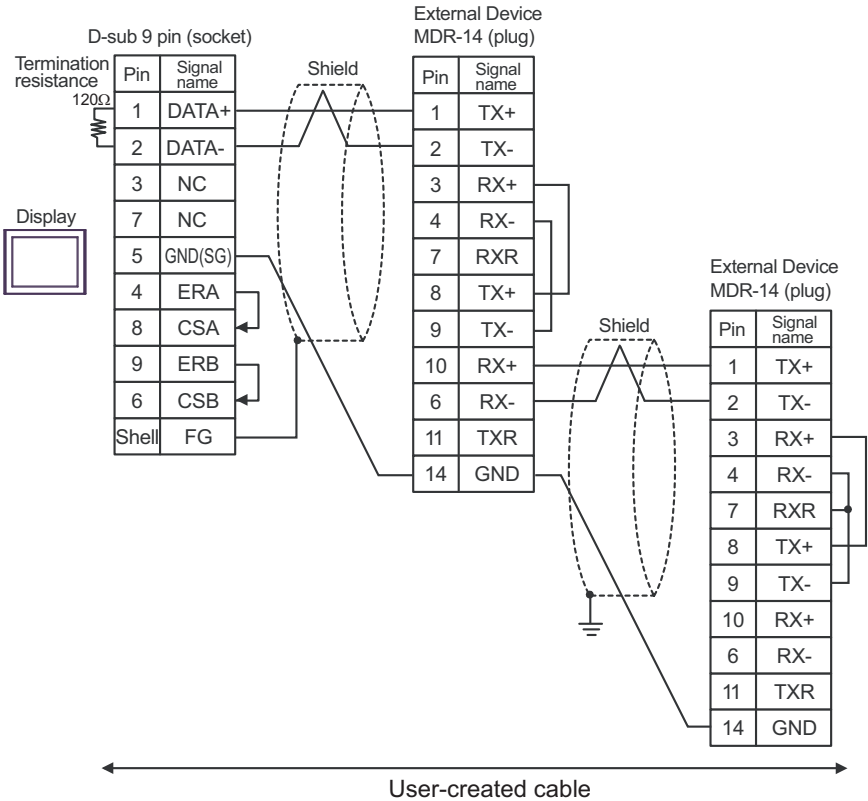 D-sub 9 pin (socket)
Termination
resistance
120Ω
Display
Pin Signal name
1 DATA+
2 DATA-
3 NC
7 NC
5 GND(SG)
4 ERA
8 CSA
9 ERB
6 CSB
Shell FG
Shield
External Device
MDR-14 (plug)
Pin Signal name
1 TX+
2 TX-
3 RX+
4 RX-
7 RXR
8 TX+
9 TX-
10 RX+
6 RX-
11 TXR
14 GND
Shield
External Device
MDR-14 (plug)
Pin Signal name
1 TX+
2 TX-
3 RX+
4 RX-
7 RXR
8 TX+
9 TX-
10 RX+
6 RX-
11 TXR
14 GND
User-created cable